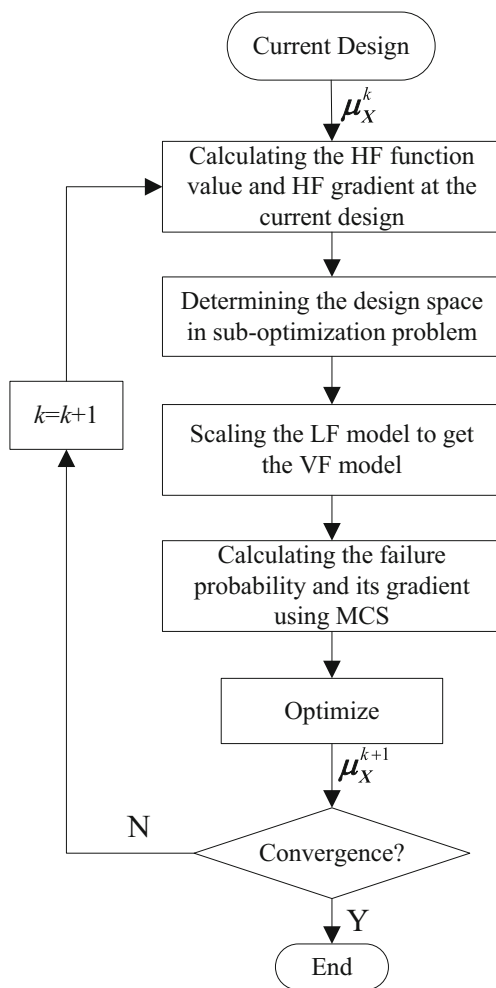 Current Design
μ_X^k
Calculating the HF function
value and HF gradient at the
current design
Determining the design space
in sub-optimization problem
k=k+1
Scaling the LF model to get
the VF model
Calculating the failure
probability and its gradient
using MCS
Optimize
μ_X^{k+1}
N
Convergence?
Y
End